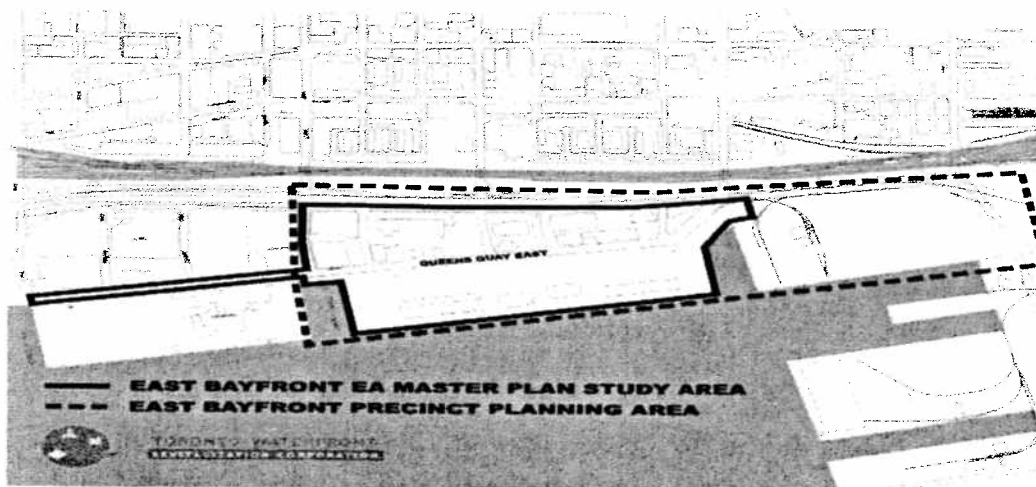 QUEENS QUAY EAST
EAST BAYFRONT EA MASTER PLAN STUDY AREA
EAST BAYFRONT PRECINCT PLANNING AREA
TORONTO WATERFRONT
REVITALIZATION CORPORATION